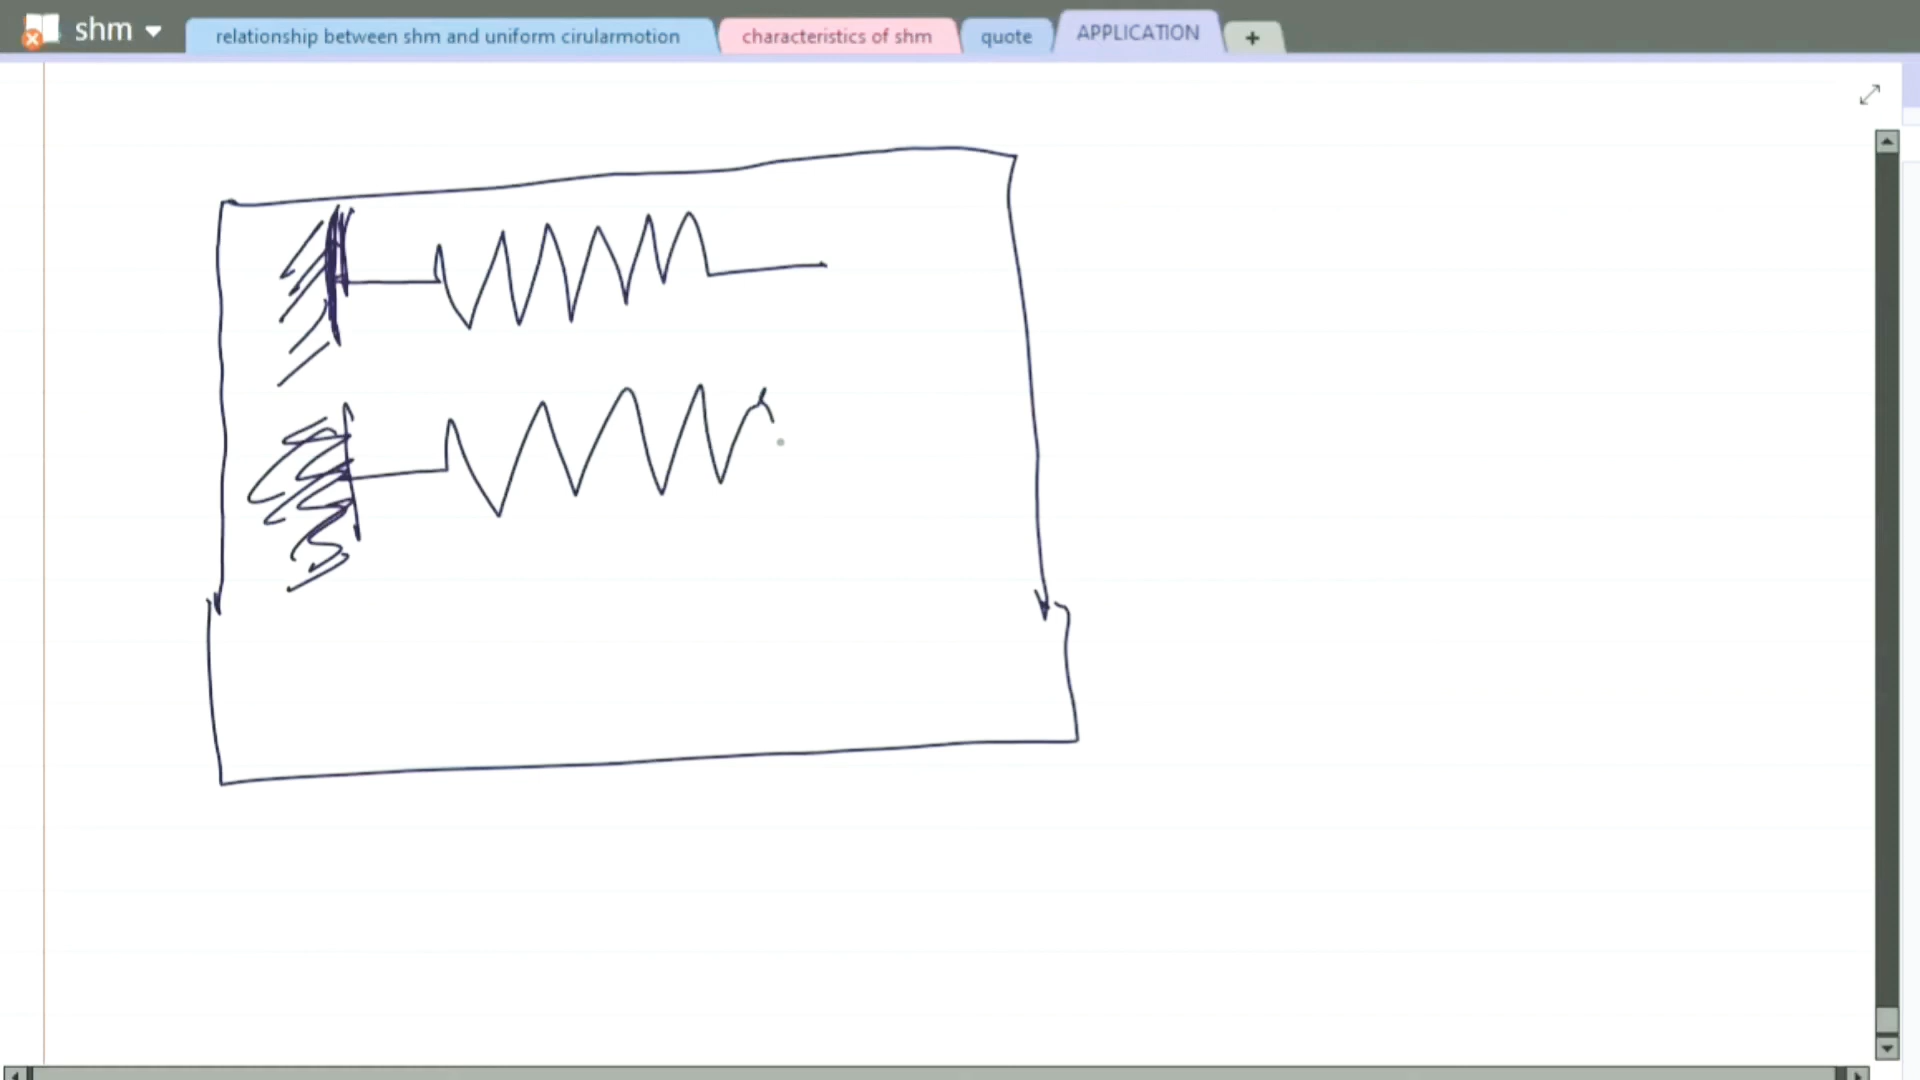 shm
relationship between shm and uniform cirularmotion
characteristics of shm
quote
APPLICATION
+